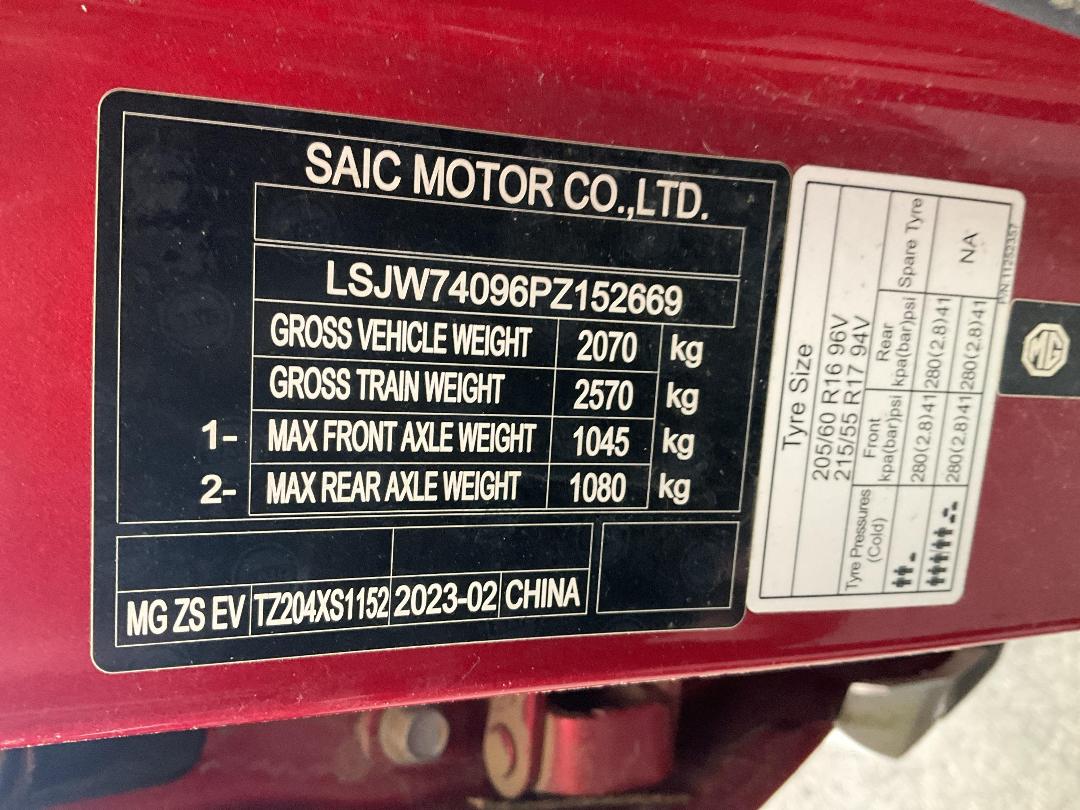 SAIC MOTOR CO.,LTD.
LSJW74096PZ152669
GROSS VEHICLE WEIGHT 2070 kg
GROSS TRAIN WEIGHT 2570 kg
1- MAX FRONT AXLE WEIGHT 1045 kg
2- MAX REAR AXLE WEIGHT 1080 kg
MG ZS EV TZ204XS1152 2023-02 CHINA
Tyre Size
205/60 R16 96V
215/55 R17 94V
Tyre Pressures (Cold) Front kpa(bar)psi Rear kpa(bar)psi Spare Tyre
280(2.8)41 280(2.8)41 NA
280(2.8)41 280(2.8)41
P/N:11252357
MG